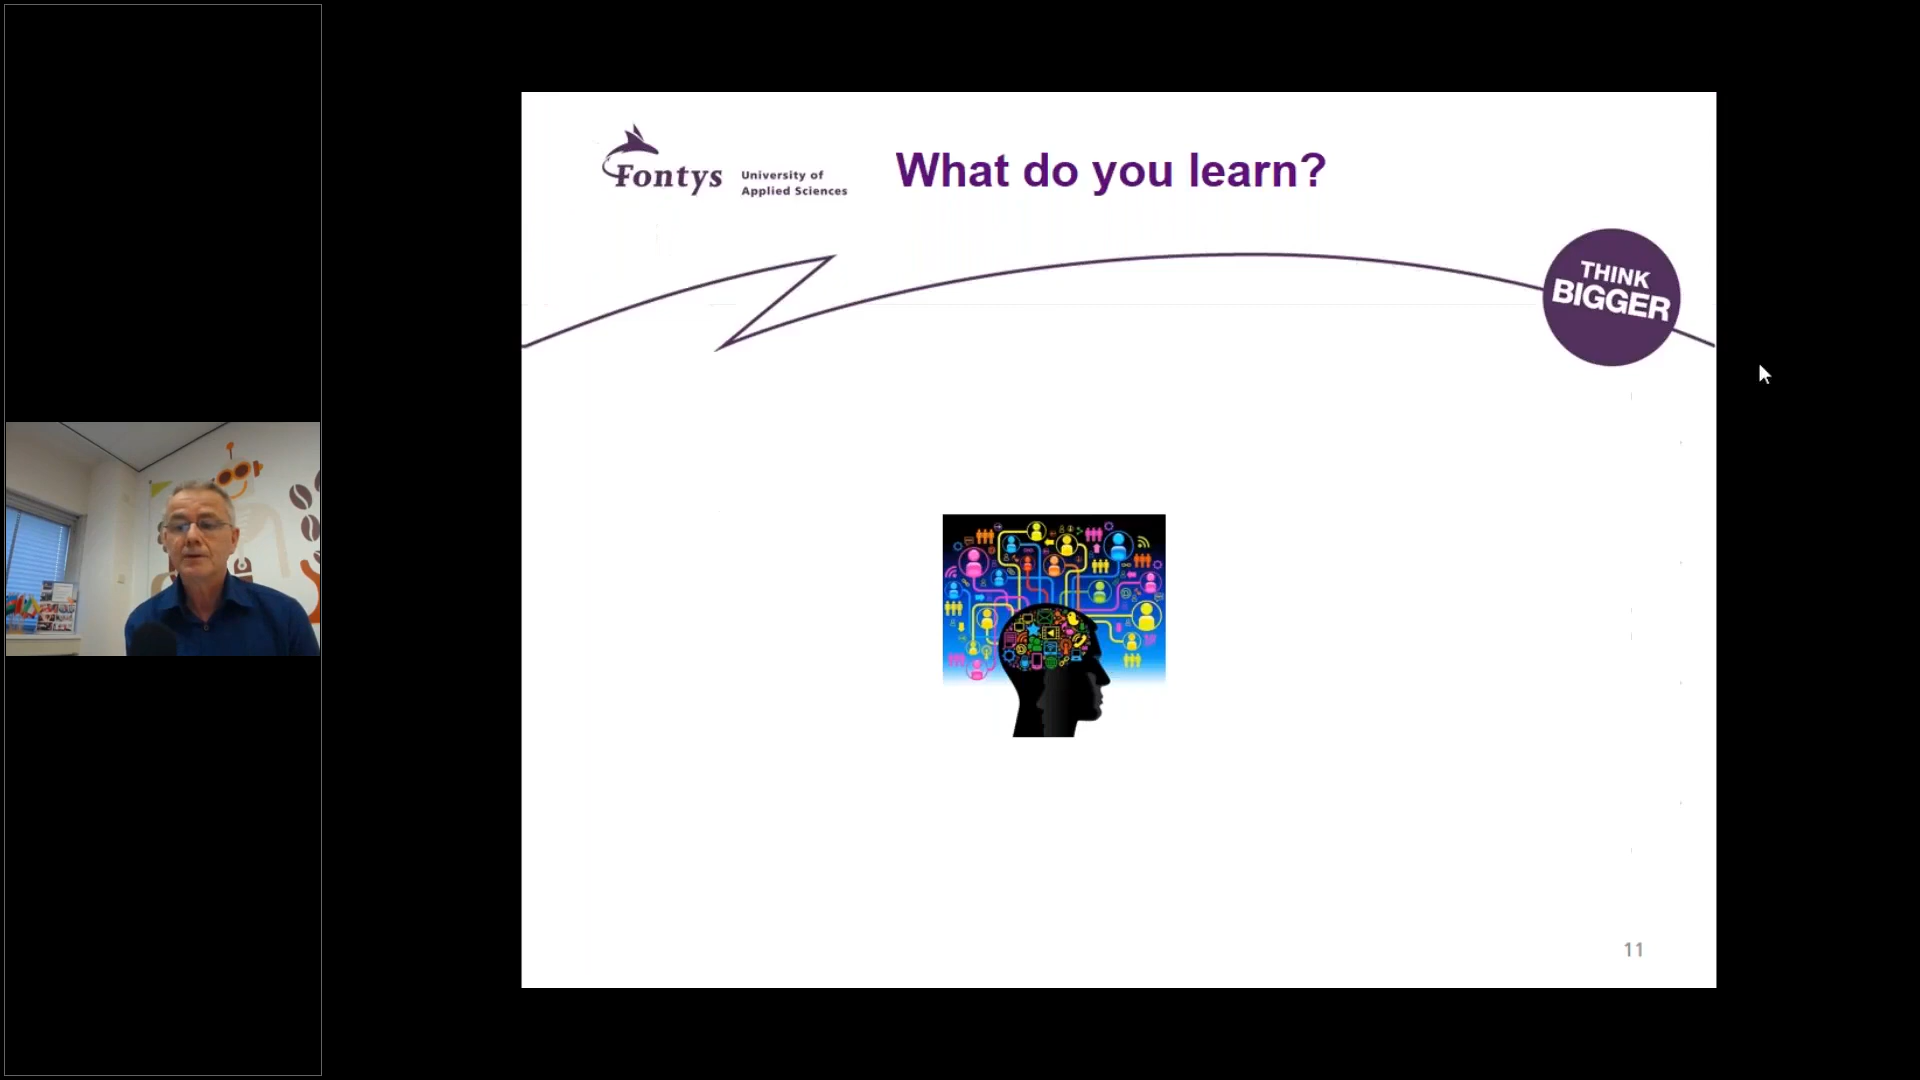 Fontys
University of
Applied Sciences
What do you learn?
THINK
BIGGER
11